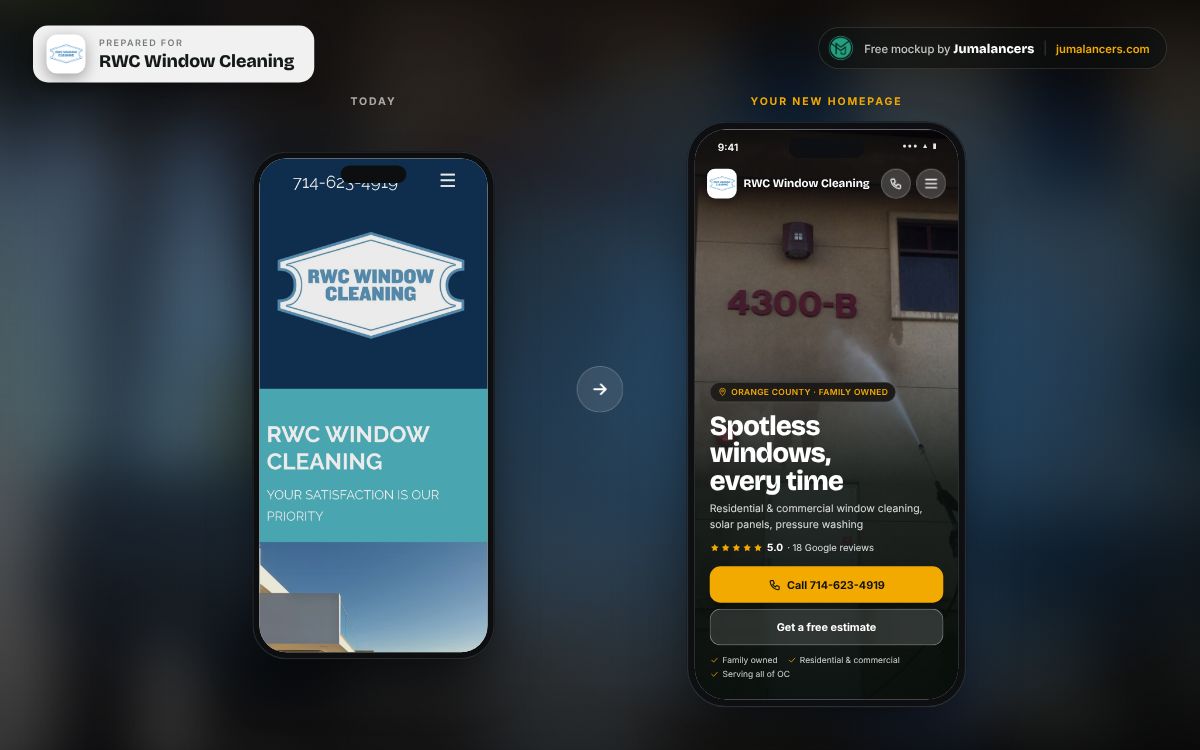 PREPARED FOR
RWC Window Cleaning
Free mockup by Jumalancers
jumalancers.com
TODAY
YOUR NEW HOMEPAGE
714-623-4919
RWC WINDOW
CLEANING
RWC WINDOW
CLEANING
YOUR SATISFACTION IS OUR
PRIORITY
9:41
RWC Window Cleaning
4300-B
ORANGE COUNTY · FAMILY OWNED
Spotless
windows,
every time
Residential & commercial window cleaning,
solar panels, pressure washing
5.0 · 18 Google reviews
Call 714-623-4919
Get a free estimate
Family owned
Residential & commercial
Serving all of OC